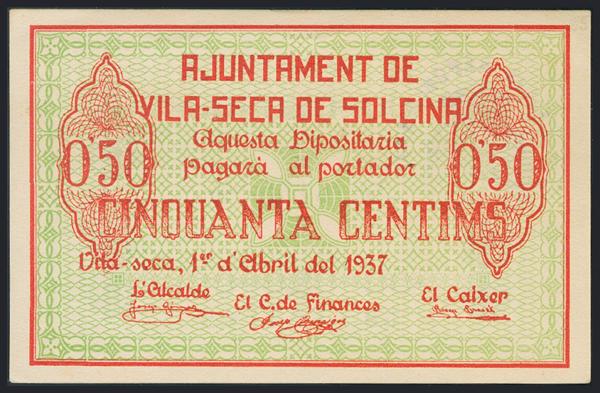 AJUNTAMENT DE
VILA-SECA DE SOLCINA
Aquesta Dipositaria
pagarà al portador
0'50
0'50
CINQUANTA CENTIMS
Vila-seca, 1er d'Abril del 1937
L'Alcalde
El C. de Finances
El Caixer